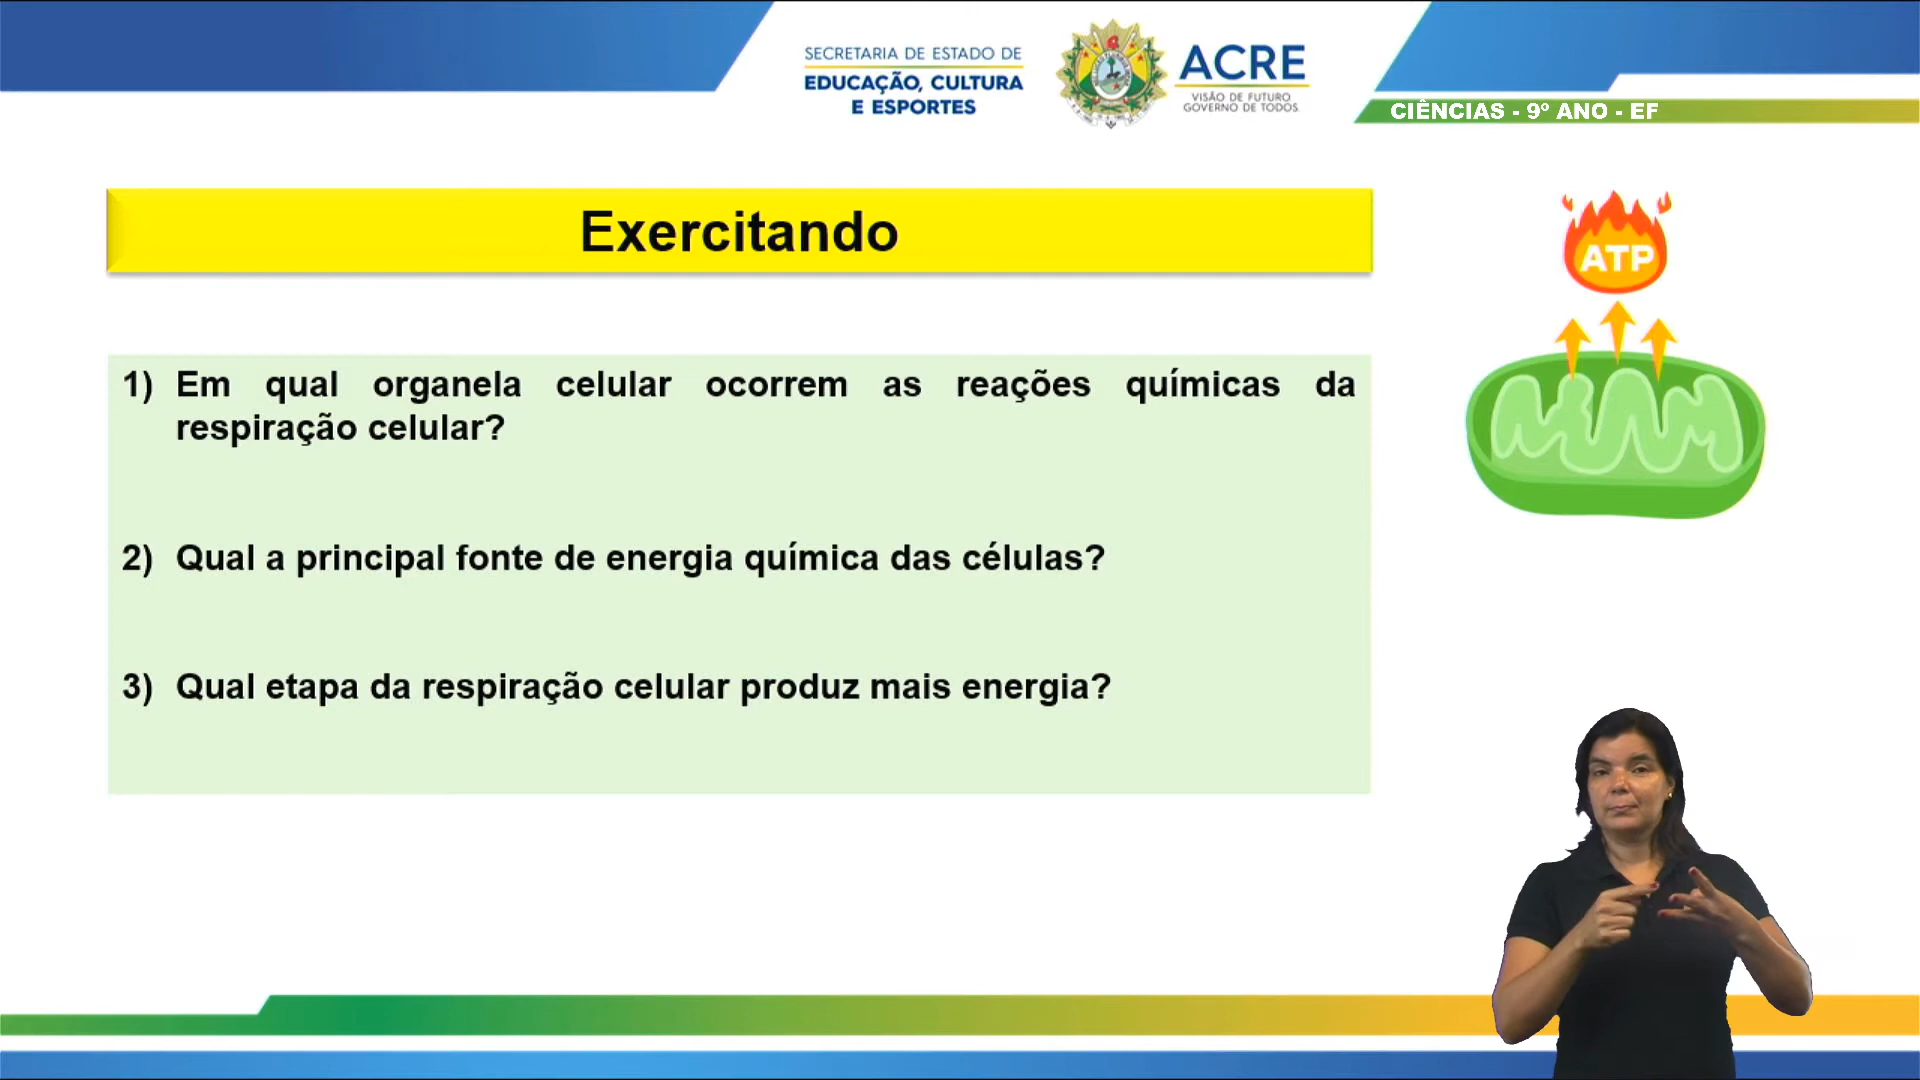 SECRETARIA DE ESTADO DE
EDUCAÇÃO, CULTURA
E ESPORTES
ACRE
VISÃO DE FUTURO
GOVERNO DE TODOS
CIÊNCIAS - 9º ANO - EF
Exercitando
ATP
1) Em qual organela celular ocorrem as reações químicas da
respiração celular?
2) Qual a principal fonte de energia química das células?
3) Qual etapa da respiração celular produz mais energia?